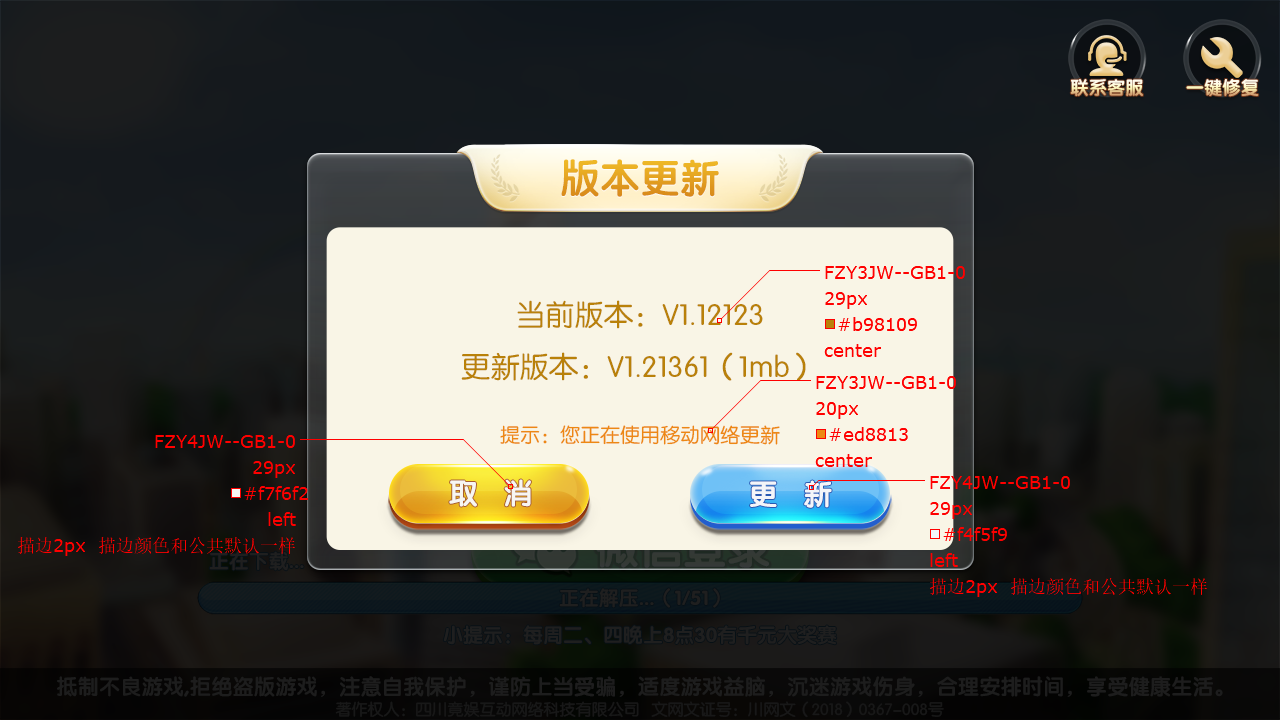 联系客服
一键修复
版本更新
当前版本：V1.12123
更新版本：V1.21361（1mb）
提示：您正在使用移动网络更新
取 消
更 新
FZY3JW--GB1-0
29px
#b98109
center
FZY3JW--GB1-0
20px
#ed8813
center
FZY4JW--GB1-0
29px
#f7f6f2
left
描边2px 描边颜色和公共默认一样
FZY4JW--GB1-0
29px
#f4f5f9
left
描边2px 描边颜色和公共默认一样
微信登录
正在下载...
正在解压...（1/51）
小提示：每周二、四晚上8点30有千元大奖赛
抵制不良游戏,拒绝盗版游戏，注意自我保护，谨防上当受骗，适度游戏益脑，沉迷游戏伤身，合理安排时间，享受健康生活。
著作权人：四川竟娱互动网络科技有限公司 文网文证号：川网文（2018）0367-008号